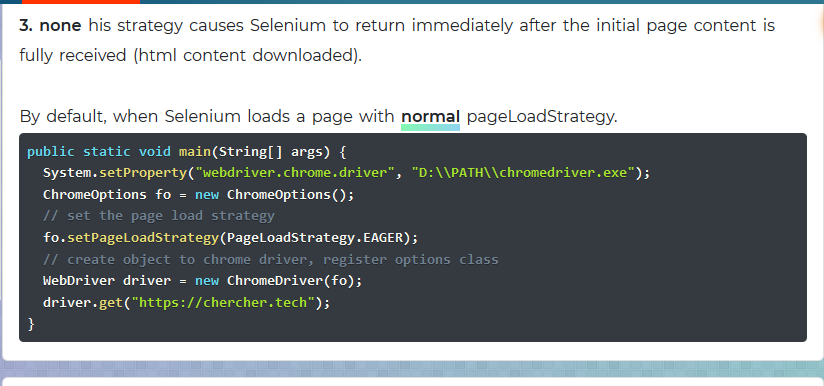 3. none his strategy causes Selenium to return immediately after the initial page content is
fully received (html content downloaded).
By default, when Selenium loads a page with normal pageLoadStrategy.
public static void main(String[] args) {
  System.setProperty("webdriver.chrome.driver", "D:\\PATH\\chromedriver.exe");
  ChromeOptions fo = new ChromeOptions();
  // set the page load strategy
  fo.setPageLoadStrategy(PageLoadStrategy.EAGER);
  // create object to chrome driver, register options class
  WebDriver driver = new ChromeDriver(fo);
  driver.get("https://chercher.tech");
}